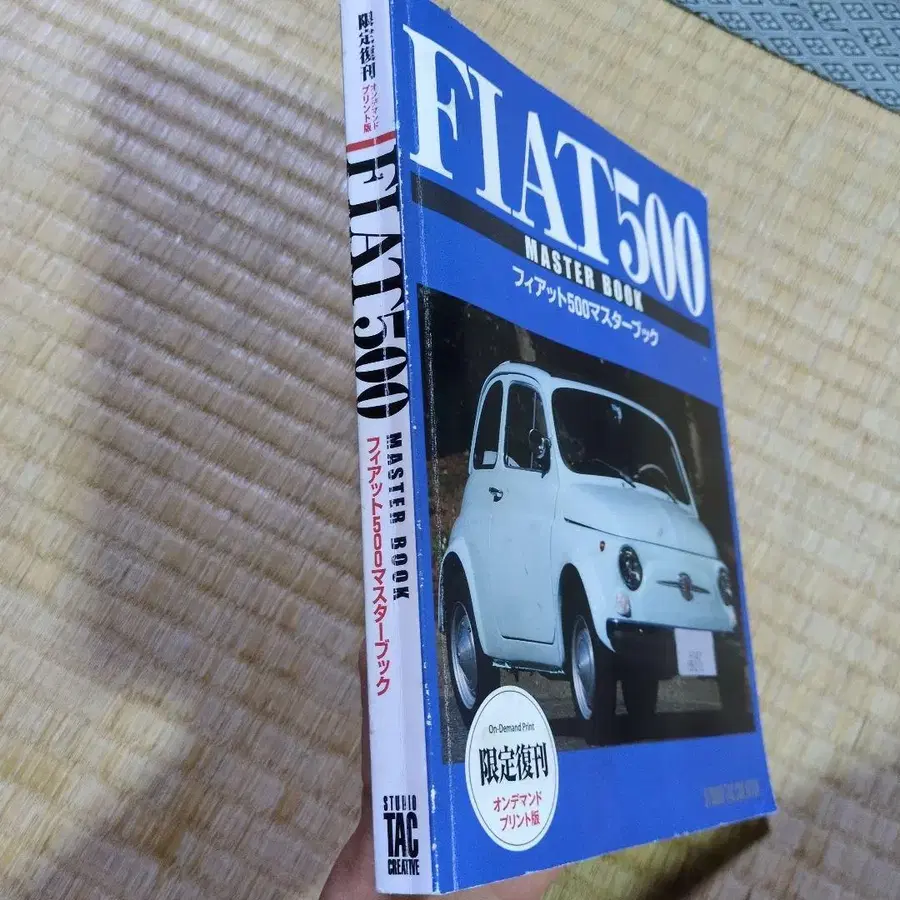 限定復刊
オンデマンド
プリント版
FIAT500
MASTER BOOK
フィアット500マスターブック
STUDIO
TAC
CREATIVE
FIAT500
MASTER BOOK
フィアット500マスターブック
On-Demand Print
限定復刊
オンデマンド
プリント版
STUDIO TAC CREATIVE